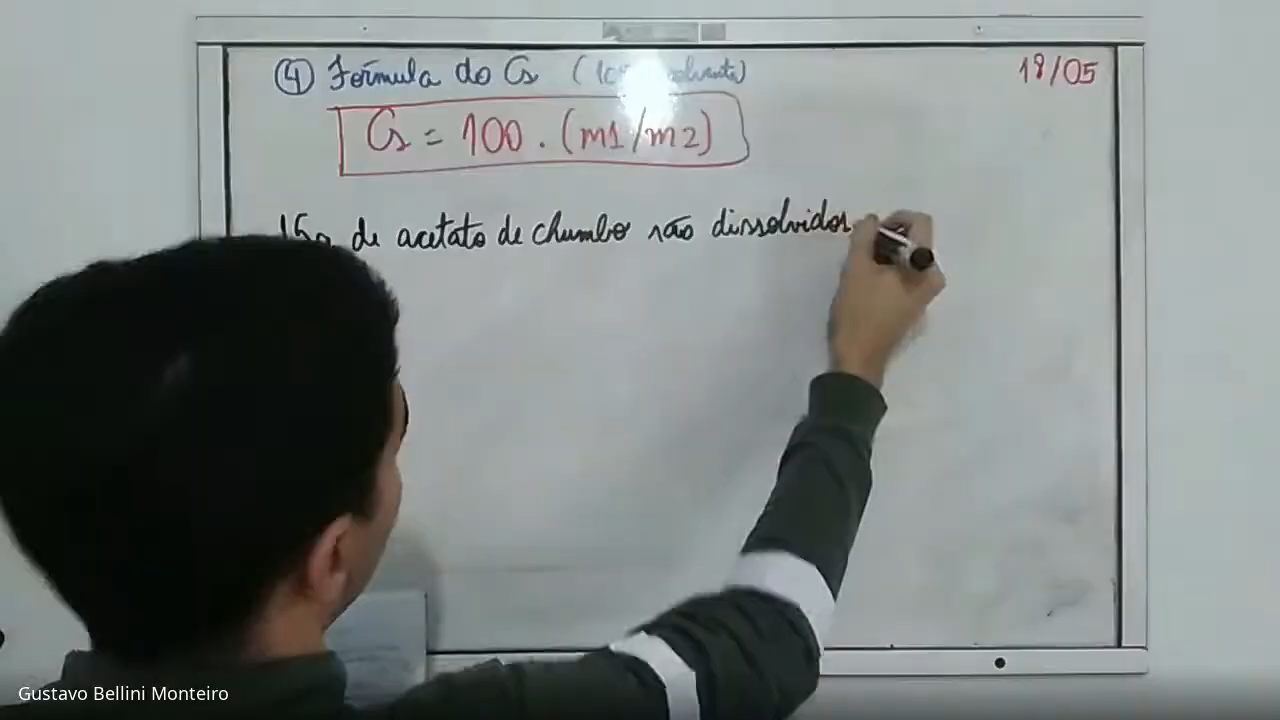 ④ Fórmula do Cs (
18/05
Cs = 100 . (m1/m2)
de acetato de chumbo são dissolvidos
Gustavo Bellini Monteiro